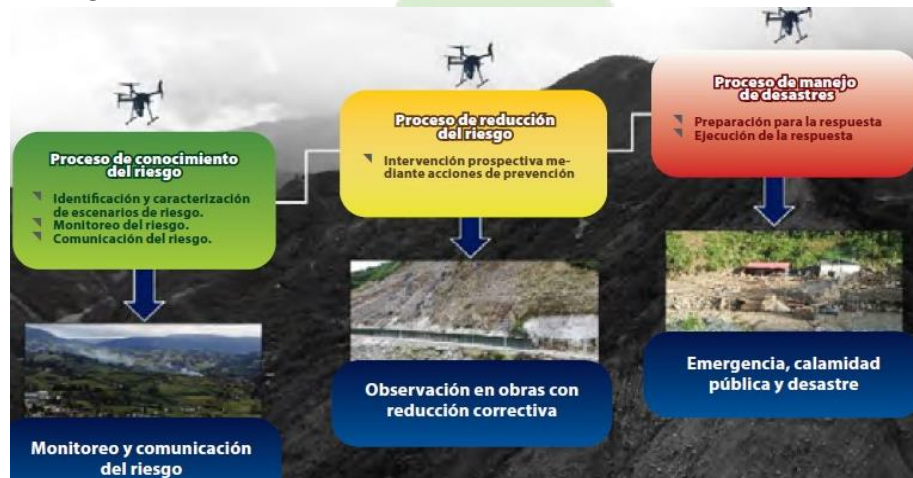 Proceso de conocimiento
del riesgo
Identificación y caracterización
de escenarios de riesgo.
Monitoreo del riesgo.
Comunicación del riesgo.
Monitoreo y comunicación
del riesgo
Proceso de reducción
del riesgo
Intervención prospectiva me-
diante acciones de prevención
Observación en obras con
reducción correctiva
Proceso de manejo
de desastres
Preparación para la respuesta
Ejecución de la respuesta
Emergencia, calamidad
pública y desastre